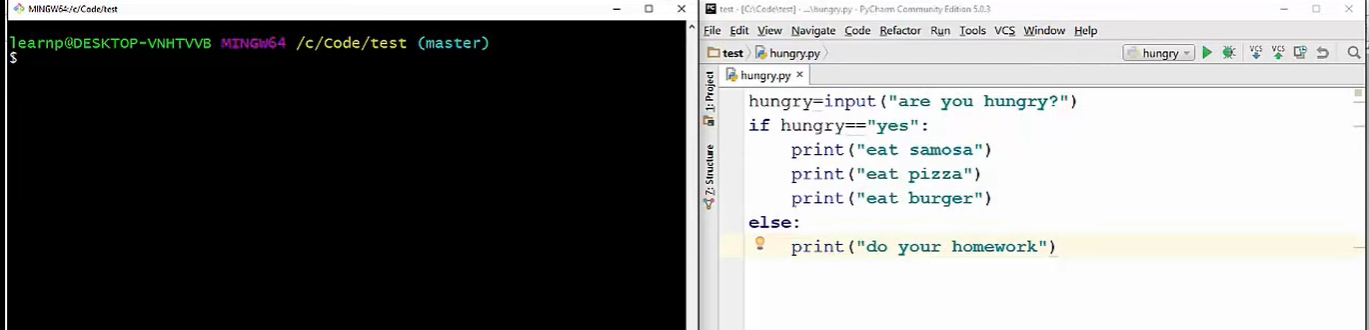 MINGW64:/c/Code/test
learnp@DESKTOP-VNHTVVB MINGW64 /c/Code/test (master)
$
test - [C:\Code\test] - ...\hungry.py - PyCharm Community Edition 5.0.3
File Edit View Navigate Code Refactor Run Tools VCS Window Help
test hungry.py hungry VCS VCS
hungry.py
1: Project
Z: Structure
hungry=input("are you hungry?")
if hungry=="yes":
    print("eat samosa")
    print("eat pizza")
    print("eat burger")
else:
    print("do your homework")